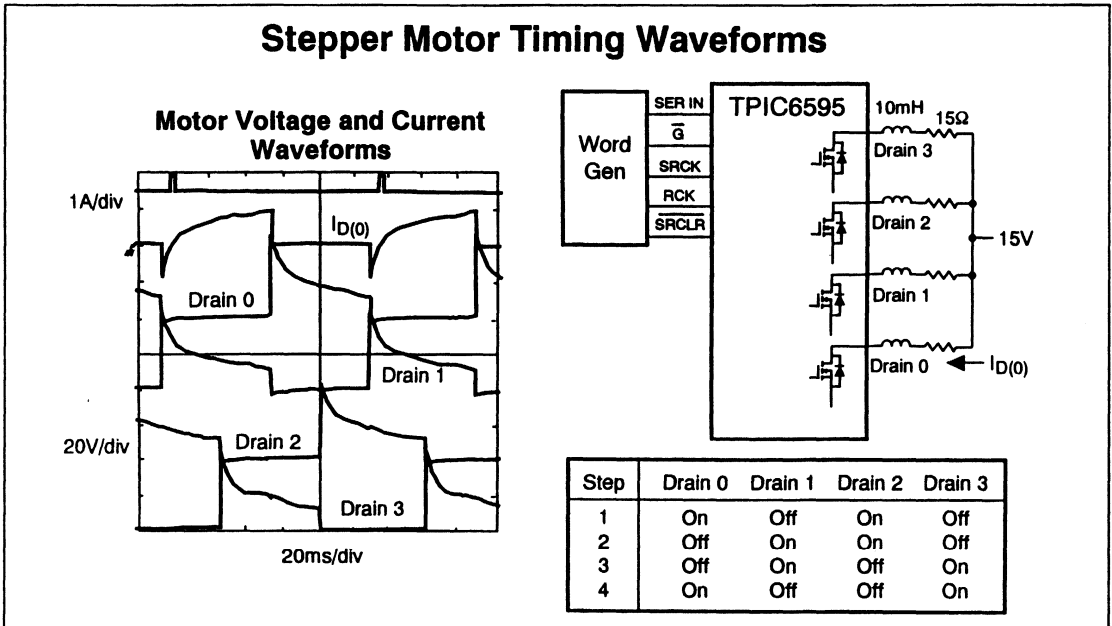 Stepper Motor Timing Waveforms
Motor Voltage and Current
Waveforms
1A/div
I_D(0)
Drain 0
Drain 1
20V/div
Drain 2
Drain 3
20ms/div
Word
Gen
SER IN
G̅
SRCK
RCK
S̅R̅C̅L̅R̅
TPIC6595
10mH
15Ω
Drain 3
Drain 2
15V
Drain 1
Drain 0
I_D(0)
Step Drain 0 Drain 1 Drain 2 Drain 3
1 On Off On Off
2 Off On On Off
3 Off On Off On
4 On Off Off On